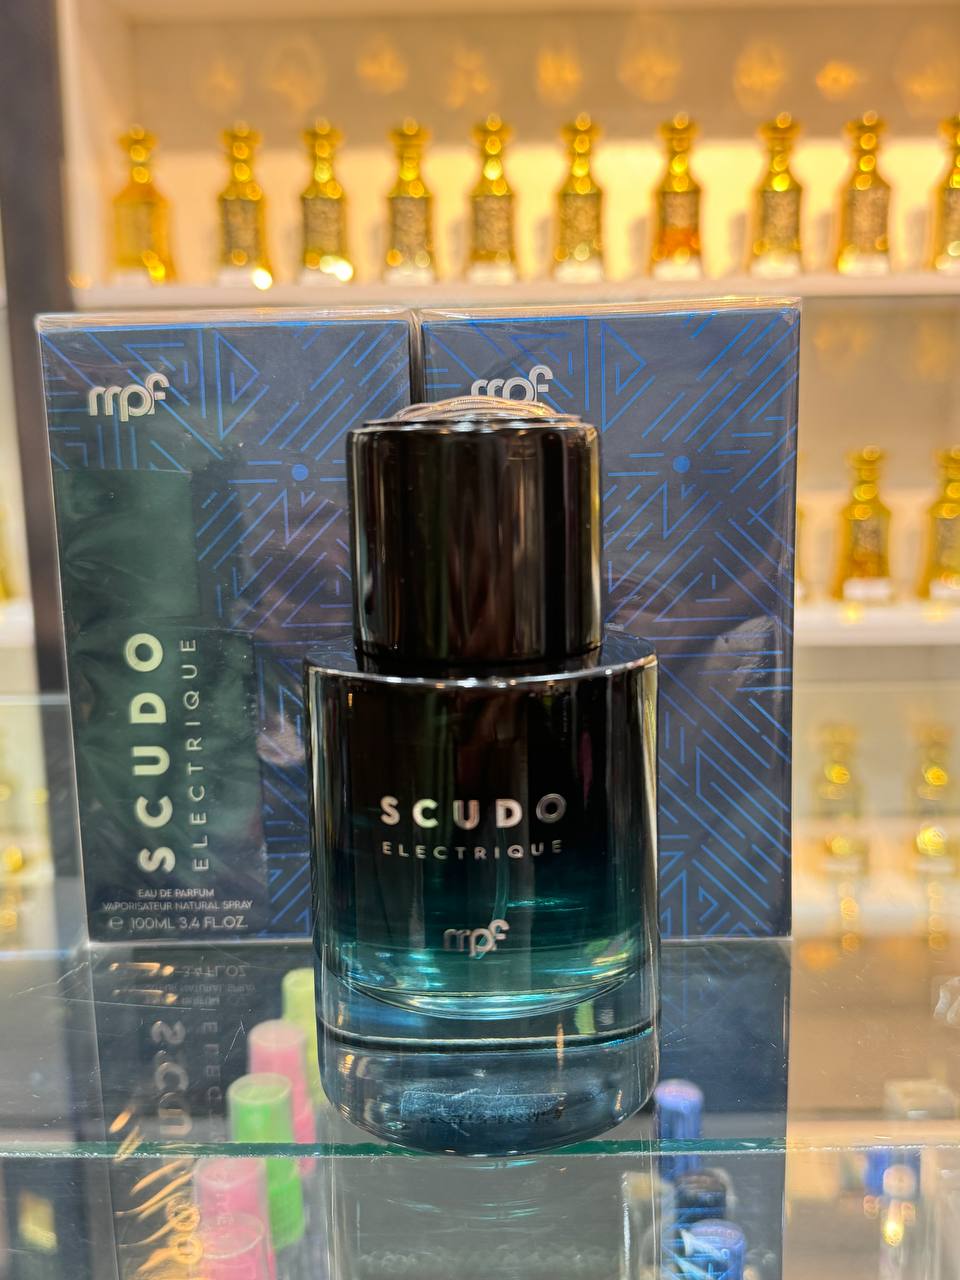 mpf
SCUDO
ELECTRIQUE
EAU DE PARFUM
VAPORISATEUR NATURAL SPRAY
℮ 100ML 3.4 FL.OZ.
mpf
SCUDO
ELECTRIQUE
mpf